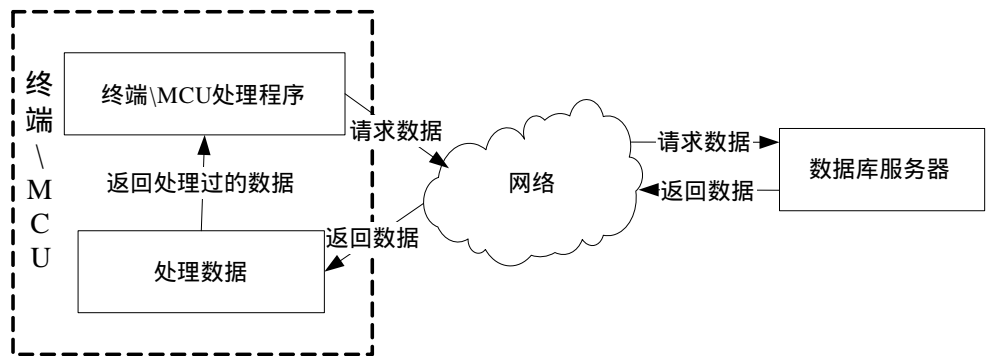 终端\MCU
终端\MCU处理程序
请求数据
返回处理过的数据
返回数据
处理数据
网络
请求数据
返回数据
数据库服务器